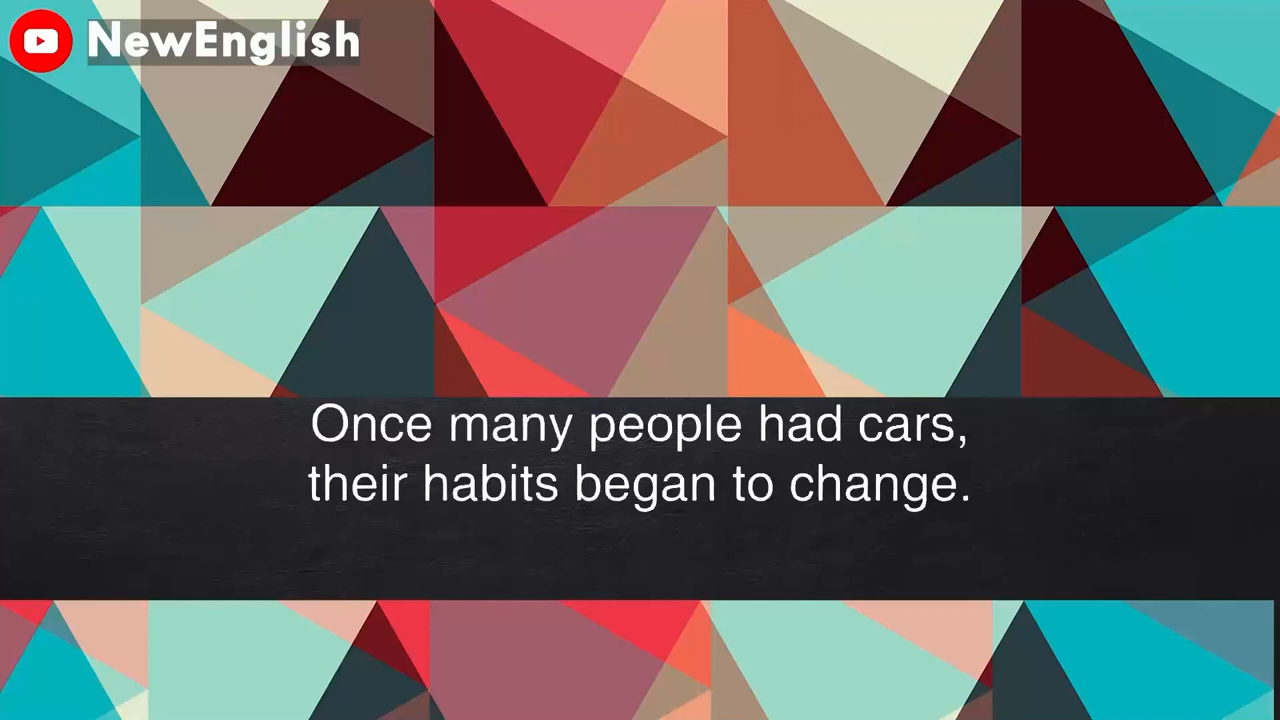 NewEnglish
Once many people had cars,
their habits began to change.